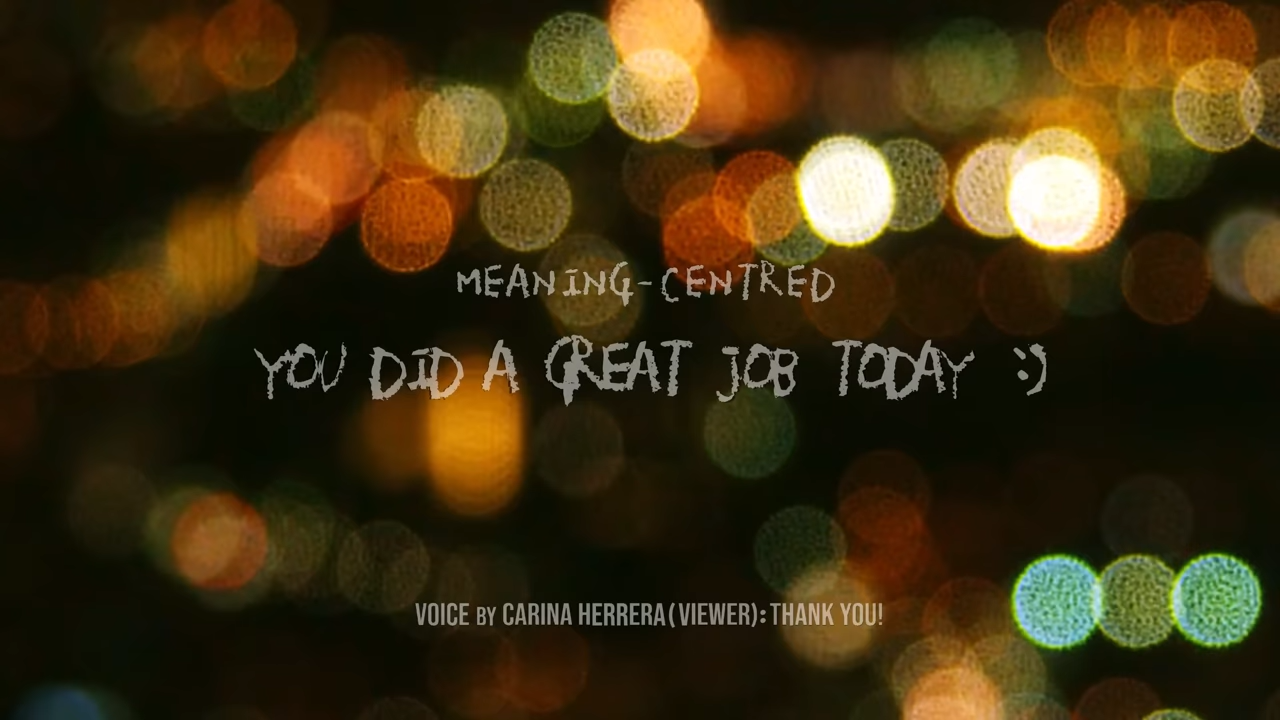 MEANING-CENTRED
YOU DID A GREAT JOB TODAY :)
VOICE BY CARINA HERRERA(VIEWER): THANK YOU!